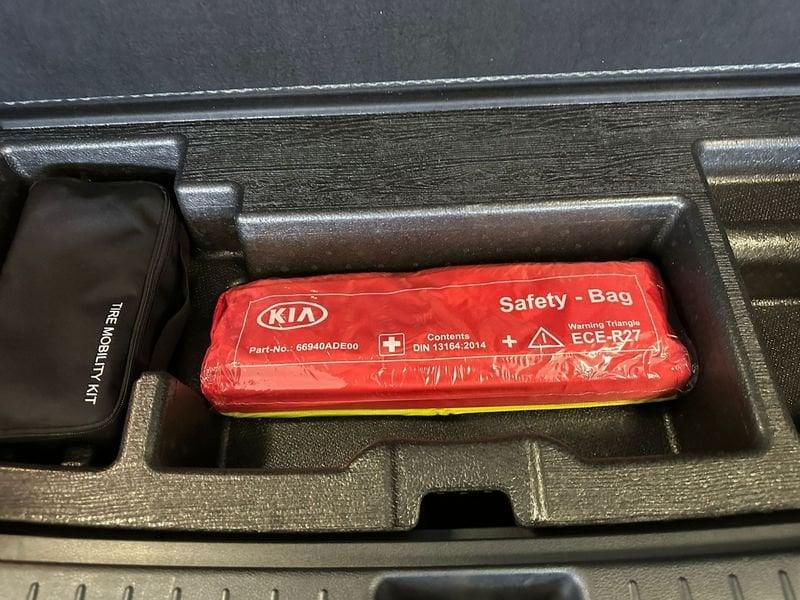 TIRE MOBILITY KIT
KIA
Safety - Bag
Part-No.: 66940ADE00
Contents
DIN 13164:2014
+
Warning Triangle
ECE-R27